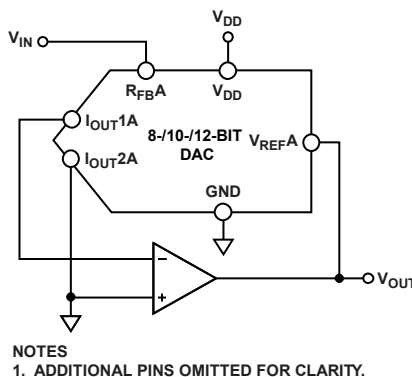 VDD
VIN
RFBA
VDD
IOUT1A
8-/10-/12-BIT
DAC
VREFA
IOUT2A
GND
–
+
VOUT
NOTES
1. ADDITIONAL PINS OMITTED FOR CLARITY.